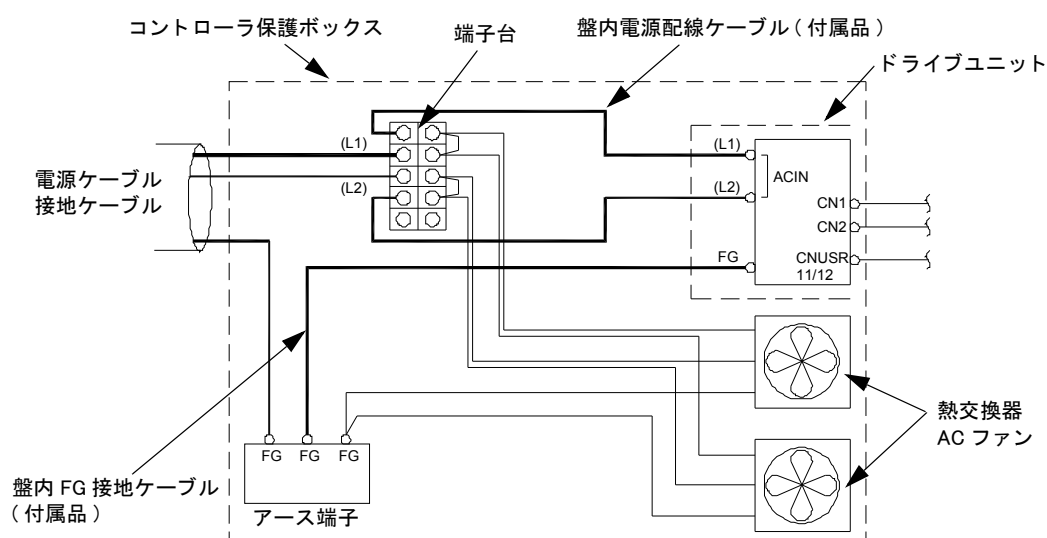 コントローラ保護ボックス
端子台
盤内電源配線ケーブル ( 付属品 )
ドライブユニット
(L1)
(L1)
電源ケーブル
接地ケーブル
ACIN
(L2)
(L2)
CN1
CN2
FG
CNUSR
11/12
熱交換器
AC ファン
FG FG FG
盤内 FG 接地ケーブル
( 付属品 )
アース端子